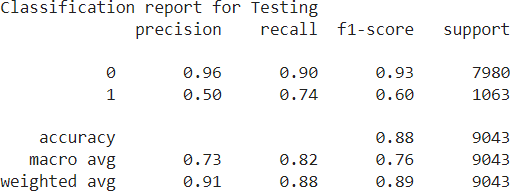 Classification report for Testing
precision recall f1-score support
0 0.96 0.90 0.93 7980
1 0.50 0.74 0.60 1063
accuracy 0.88 9043
macro avg 0.73 0.82 0.76 9043
weighted avg 0.91 0.88 0.89 9043